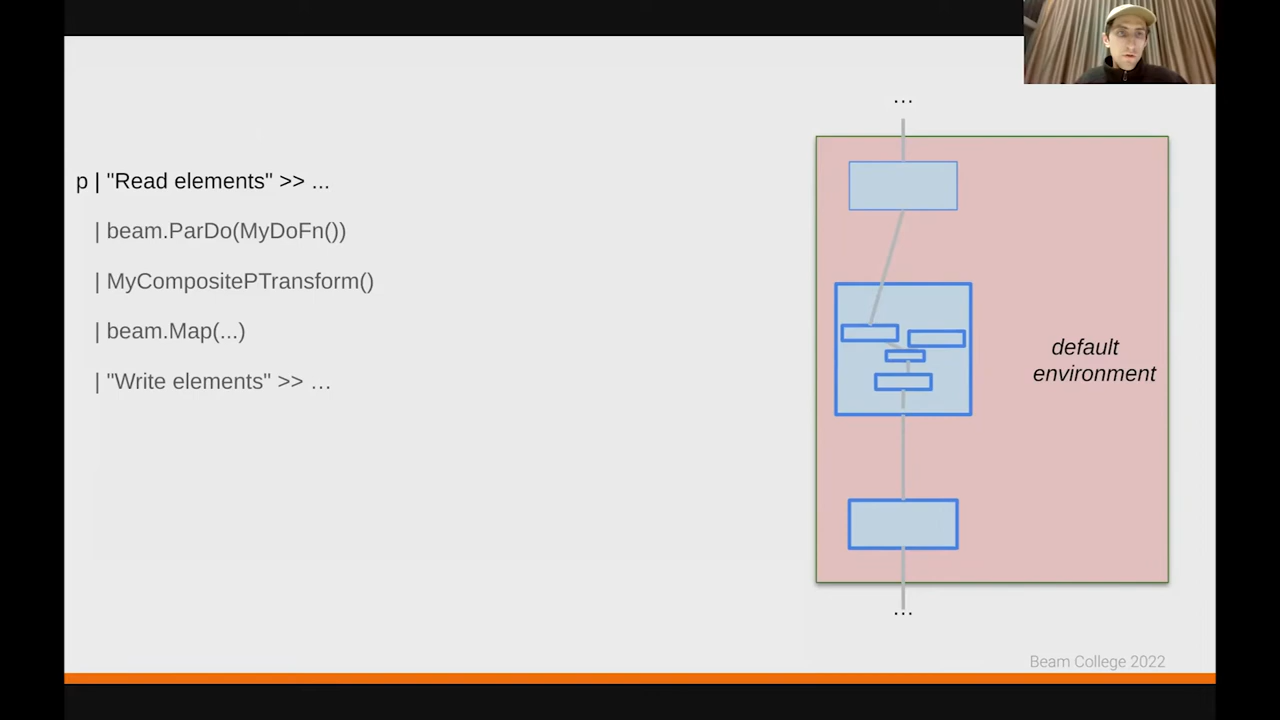 ...
p | "Read elements" >> ...
| beam.ParDo(MyDoFn())
| MyCompositePTransform()
| beam.Map(...)
| "Write elements" >> …
default
environment
...
Beam College 2022